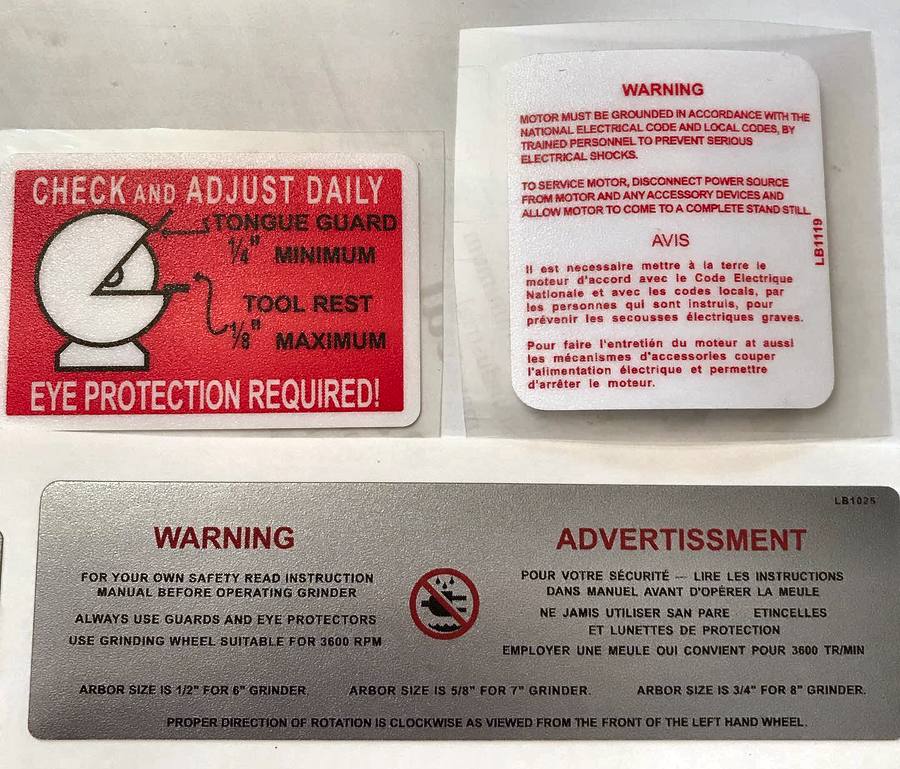 CHECK AND ADJUST DAILY
TONGUE GUARD
1/4" MINIMUM
TOOL REST
1/8" MAXIMUM
EYE PROTECTION REQUIRED!
WARNING
MOTOR MUST BE GROUNDED IN ACCORDANCE WITH THE
NATIONAL ELECTRICAL CODE AND LOCAL CODES, BY
TRAINED PERSONNEL TO PREVENT SERIOUS
ELECTRICAL SHOCKS.
TO SERVICE MOTOR, DISCONNECT POWER SOURCE
FROM MOTOR AND ANY ACCESSORY DEVICES AND
ALLOW MOTOR TO COME TO A COMPLETE STAND STILL.
AVIS
Il est necessaire mettre à la terre le
moteur d'accord avec le Code Electrique
Nationale et avec les codes locals, par
les personnes qui sont instruis, pour
prévenir les secousses électriques graves.
Pour faire l'entretién du moteur at aussi
les mécanismes d'accessories couper
l'alimentation électrique et permettre
d'arrêter le moteur.
LB1119
LB1025
WARNING
FOR YOUR OWN SAFETY READ INSTRUCTION
MANUAL BEFORE OPERATING GRINDER
ALWAYS USE GUARDS AND EYE PROTECTORS
USE GRINDING WHEEL SUITABLE FOR 3600 RPM
ADVERTISSMENT
POUR VOTRE SÉCURITÉ — LIRE LES INSTRUCTIONS
DANS MANUEL AVANT D'OPÉRER LA MEULE
NE JAMIS UTILISER SAN PARE ETINCELLES
ET LUNETTES DE PROTECTION
EMPLOYER UNE MEULE QUI CONVIENT POUR 3600 TR/MIN
ARBOR SIZE IS 1/2" FOR 6" GRINDER. ARBOR SIZE IS 5/8" FOR 7" GRINDER. ARBOR SIZE IS 3/4" FOR 8" GRINDER.
PROPER DIRECTION OF ROTATION IS CLOCKWISE AS VIEWED FROM THE FRONT OF THE LEFT HAND WHEEL.